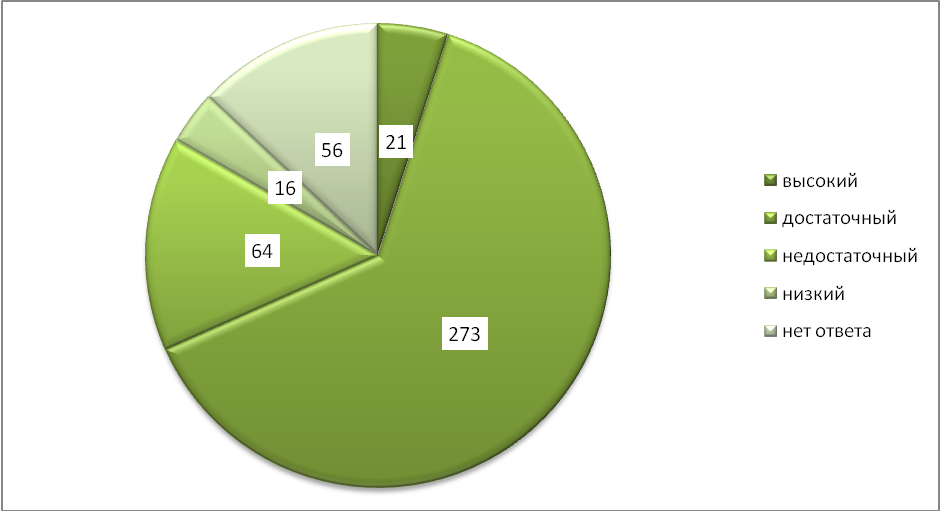 21
273
64
16
56
высокий
достаточный
недостаточный
низкий
нет ответа